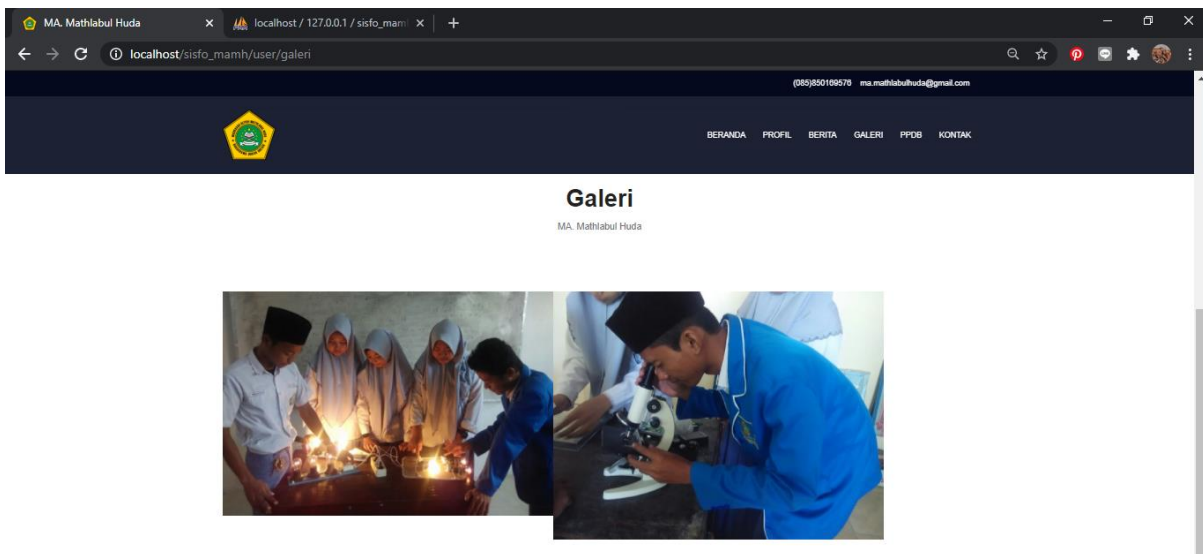 MA. Mathlabul Huda
localhost / 127.0.0.1 / sisfo_mam
localhost/sisfo_mamh/user/galeri
(085)850169576 ma.mathlabulhuda@gmail.com
BERANDA PROFIL BERITA GALERI PPDB KONTAK
Galeri
MA. Mathlabul Huda